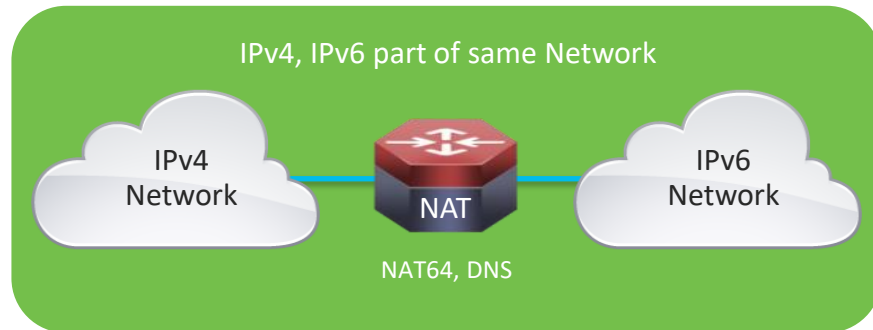 IPv4, IPv6 part of same Network
IPv4
Network
NAT
IPv6
Network
NAT64, DNS